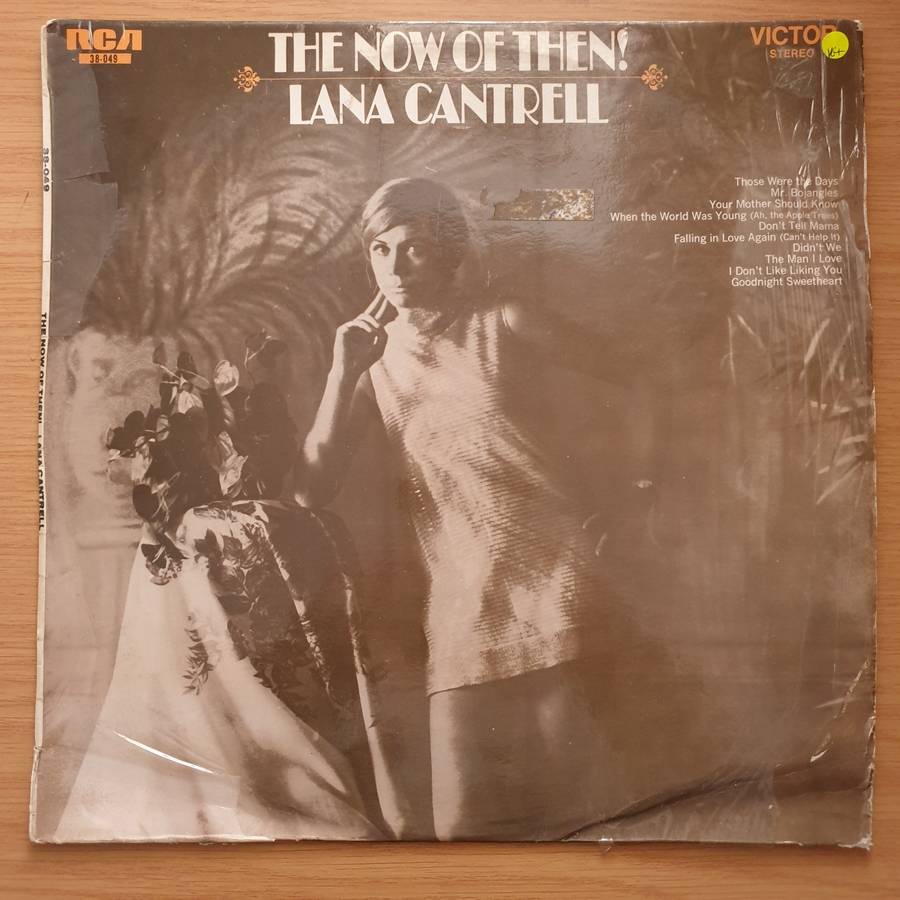 RCA
38-049
THE NOW OF THEN!
LANA CANTRELL
VICTOR
STEREO
VG+
Those Were the Days
Mr. Bojangles
Your Mother Should Know
When the World Was Young (Ah, the Apple Trees)
Don't Tell Mama
Falling in Love Again (Can't Help It)
Didn't We
The Man I Love
I Don't Like Liking You
Goodnight Sweetheart
38-049
THE NOW OF THEN! LANA CANTRELL